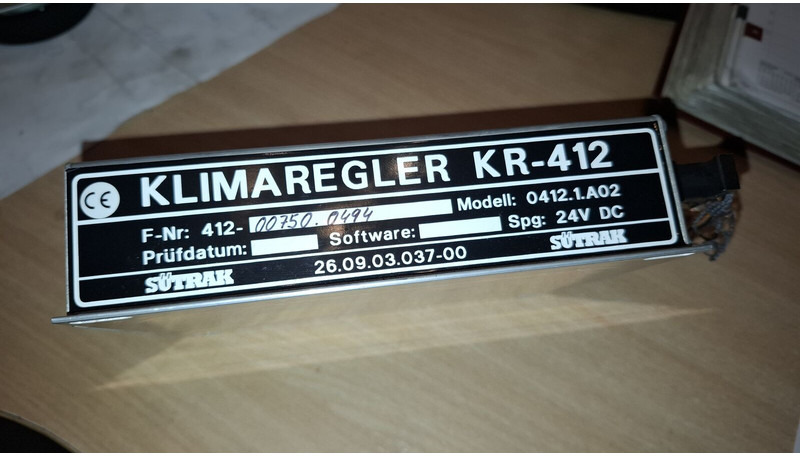 CE KLIMAREGLER KR-412
F-Nr: 412- 00750.0494 Modell: 0412.1.A02
Prüfdatum: Software: Spg: 24V DC
SÜTRAK 26.09.03.037-00 SÜTRAK